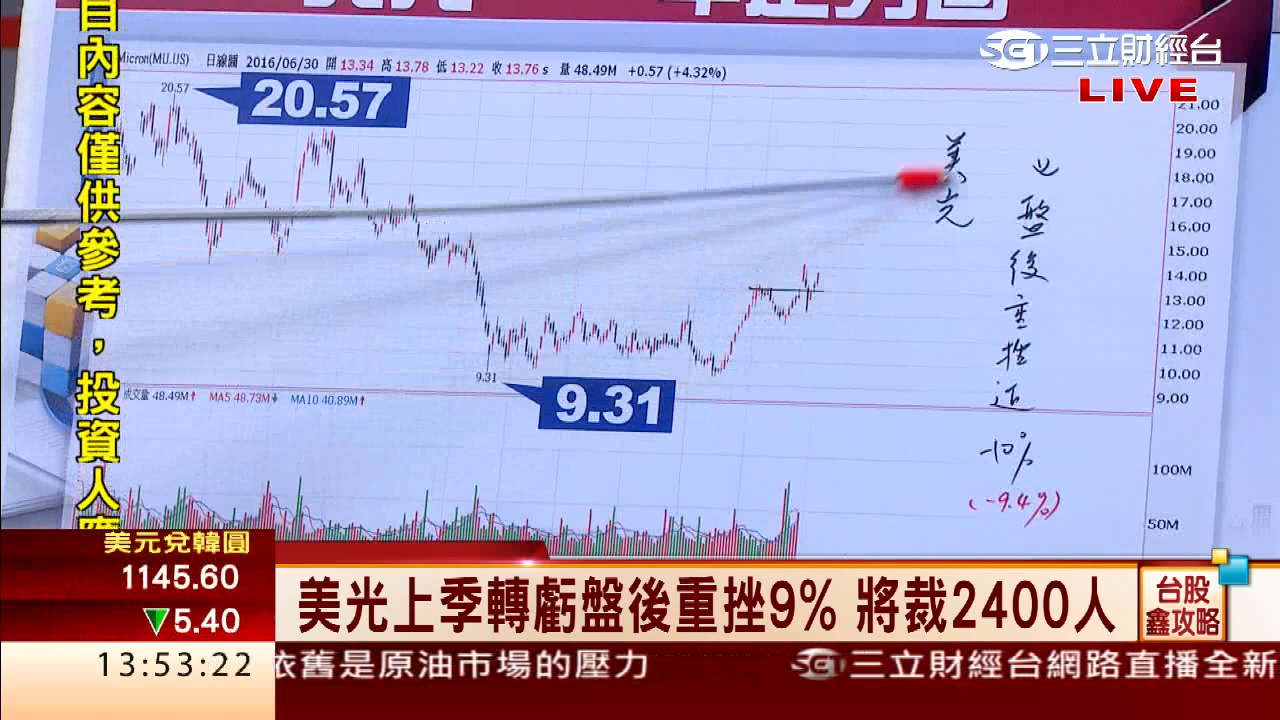 Micron(MU.US) 日線圖 2016/06/30 開 13.34 高 13.78 低 13.22 收 13.76 s 量 48.49M +0.57 (+4.32%)
SET 三立財經台
LIVE
目內容僅供參考，投資人應
20.57
20.57
21.00
20.00
19.00
18.00
17.00
16.00
15.00
14.00
13.00
12.00
11.00
10.00
9.00
美光
盤後重挫近
-10%
(-9.4%)
9.31
9.31
成交量 48.49M↑ MA5 48.73M↓ MA10 40.89M↑
100M
50M
美元兌韓圓
1145.60
▼5.40
美光上季轉虧盤後重挫9% 將裁2400人
台股
鑫攻略
13:53:22
依舊是原油市場的壓力 SET 三立財經台網路直播全新